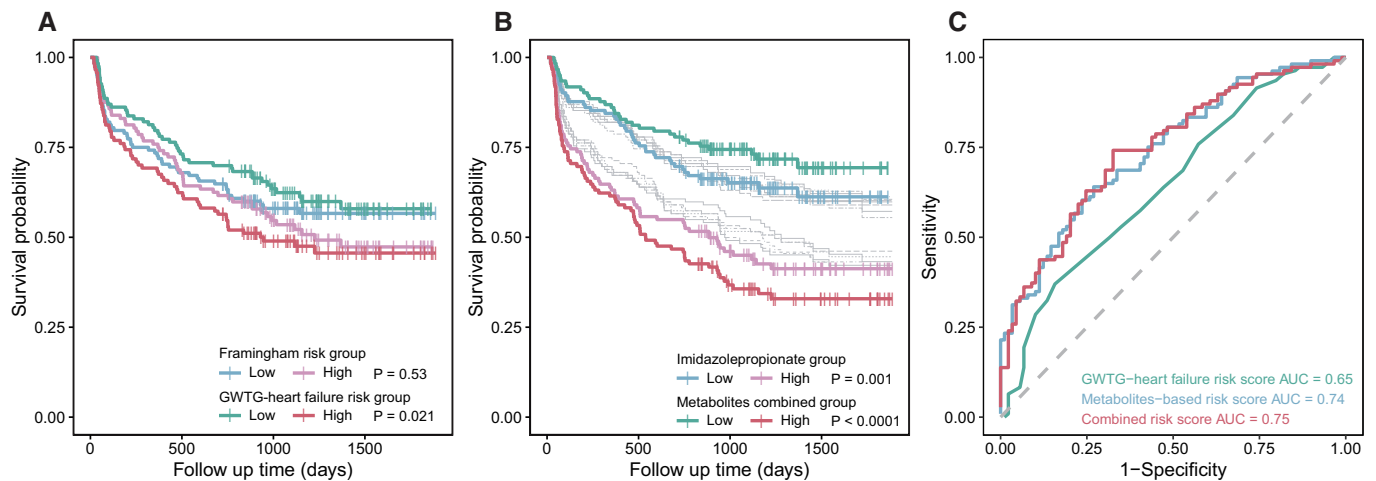 A
1.00
0.75
0.50
0.25
0.00
Survival probability
Framingham risk group
Low High P = 0.53
GWTG−heart failure risk group
Low High P = 0.021
0 500 1000 1500
Follow up time (days)
B
1.00
0.75
0.50
0.25
0.00
Survival probability
Imidazolepropionate group
Low High P = 0.001
Metabolites combined group
Low High P < 0.0001
0 500 1000 1500
Follow up time (days)
C
1.00
0.75
0.50
0.25
0.00
Sensitivity
GWTG−heart failure risk score AUC = 0.65
Metabolites−based risk score AUC = 0.74
Combined risk score AUC = 0.75
0.00 0.25 0.50 0.75 1.00
1−Specificity